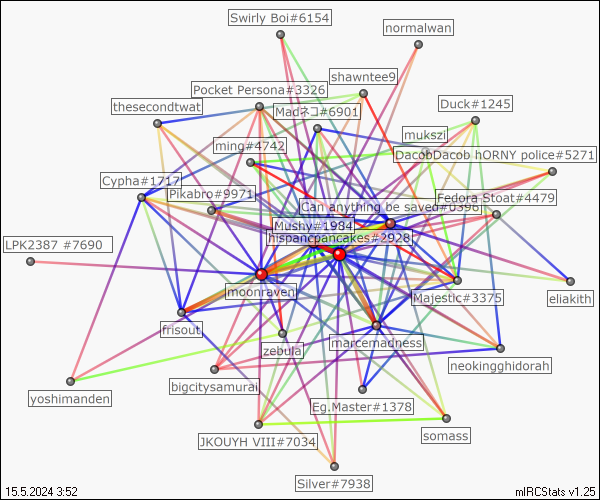 Swirly Boi#6154
normalwan
shawntee9
Pocket Persona#3326
thesecondtwat
Madネコ#6901
Duck#1245
mukszi
ming#4742
DacobDacob hORNY police#5271
Cypha#1717
Pikabro#9971
Fedora Stoat#4479
Can anything be saved#0398
Mushy#1984
hispancpancakes#2928
LPK2387 #7690
moonraven
Majestic#3375
eliakith
frisout
zebula
marcemadness
neokingghidorah
bigcitysamurai
yoshimanden
Eg.Master#1378
somass
JKOUYH VIII#7034
Silver#7938
15.5.2024 3:52
mIRCStats v1.25